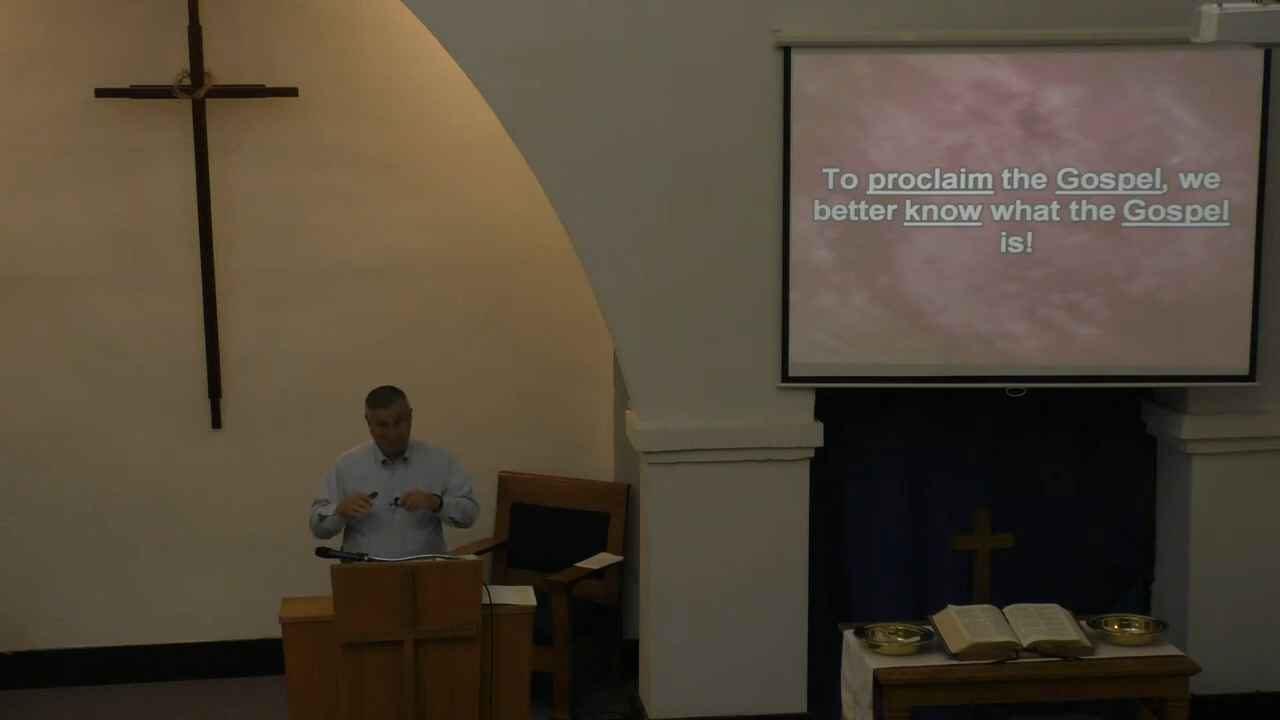 To proclaim the Gospel, we
better know what the Gospel
is!